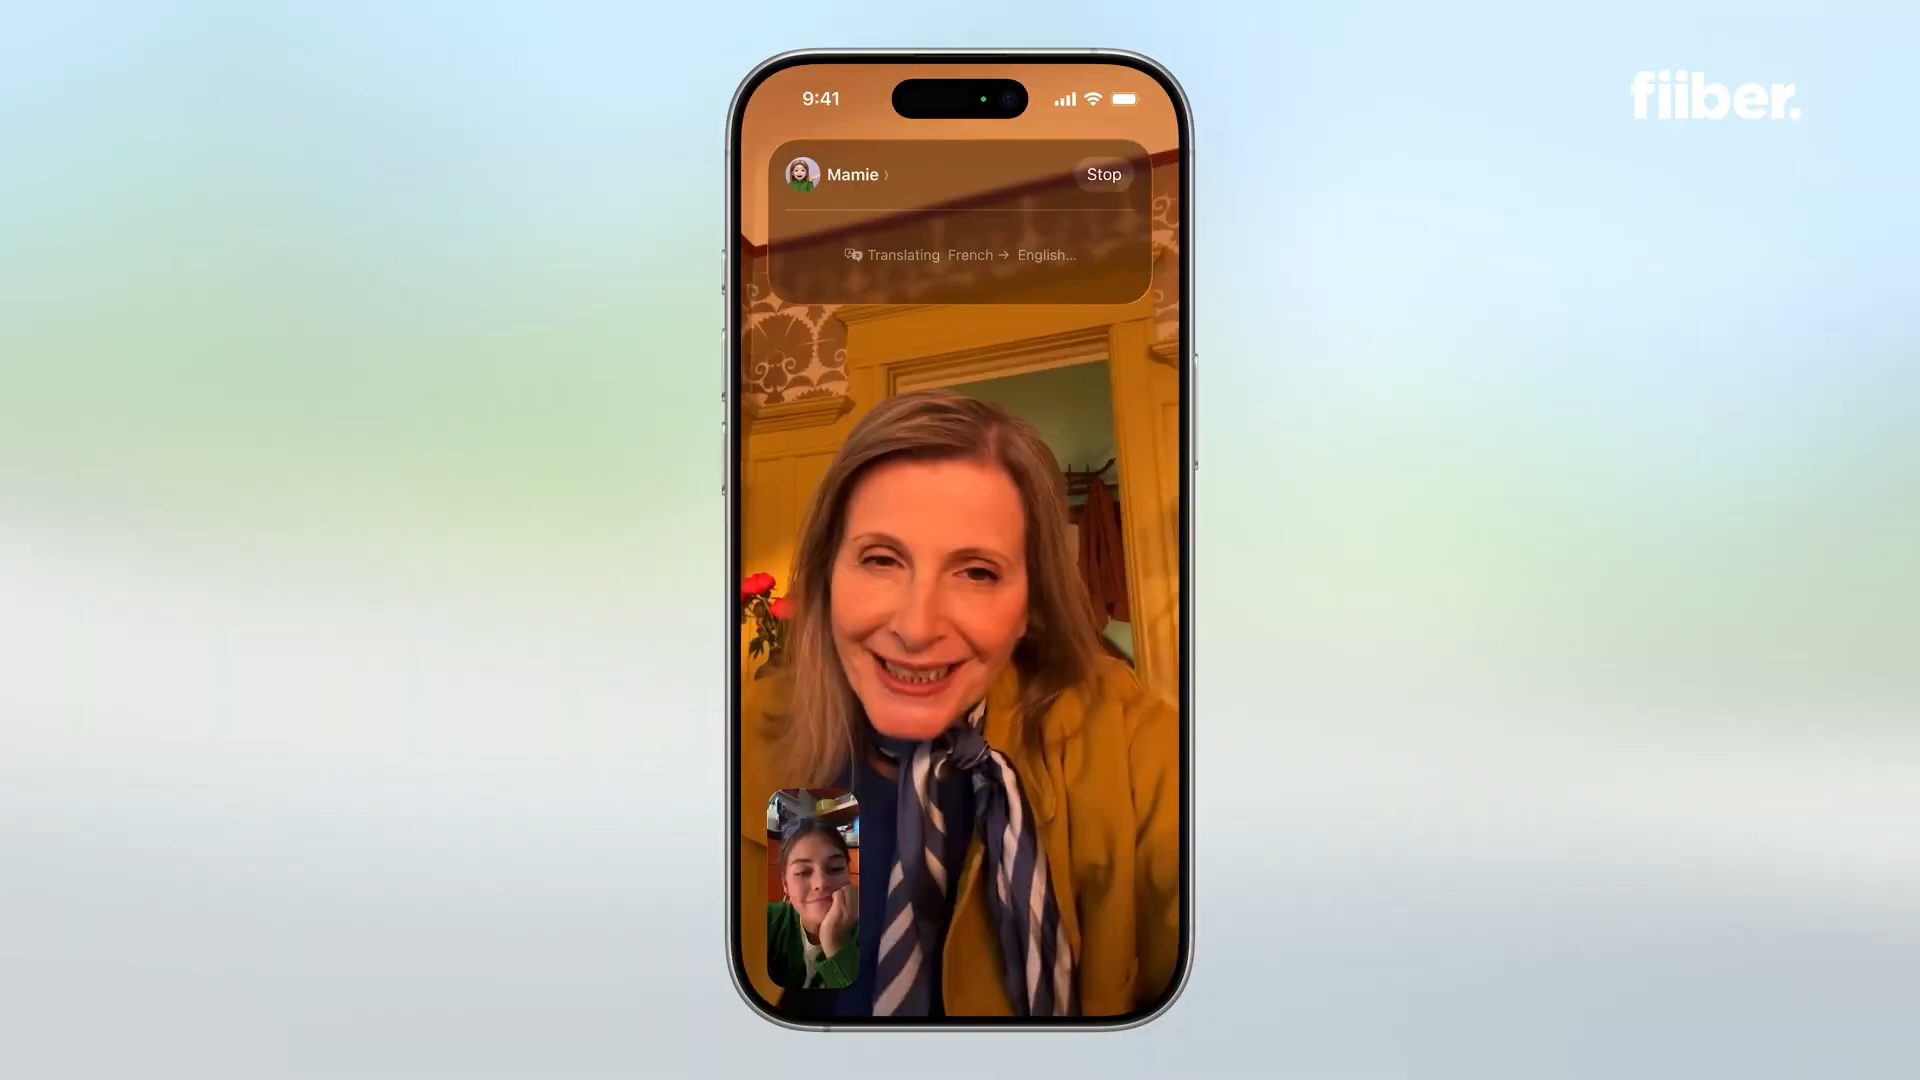 fiiber.
9:41
Mamie
Stop
Translating French → English...